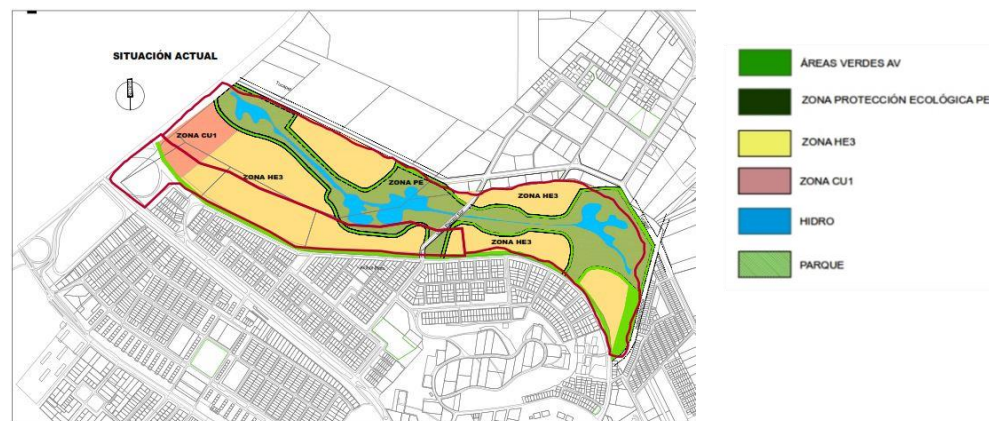 SITUACIÓN ACTUAL
ZONA CU1
ZONA HE3
ZONA PE
ZONA HE3
ZONA HE3
ÁREAS VERDES AV
ZONA PROTECCIÓN ECOLÓGICA PE
ZONA HE3
ZONA CU1
HIDRO
PARQUE